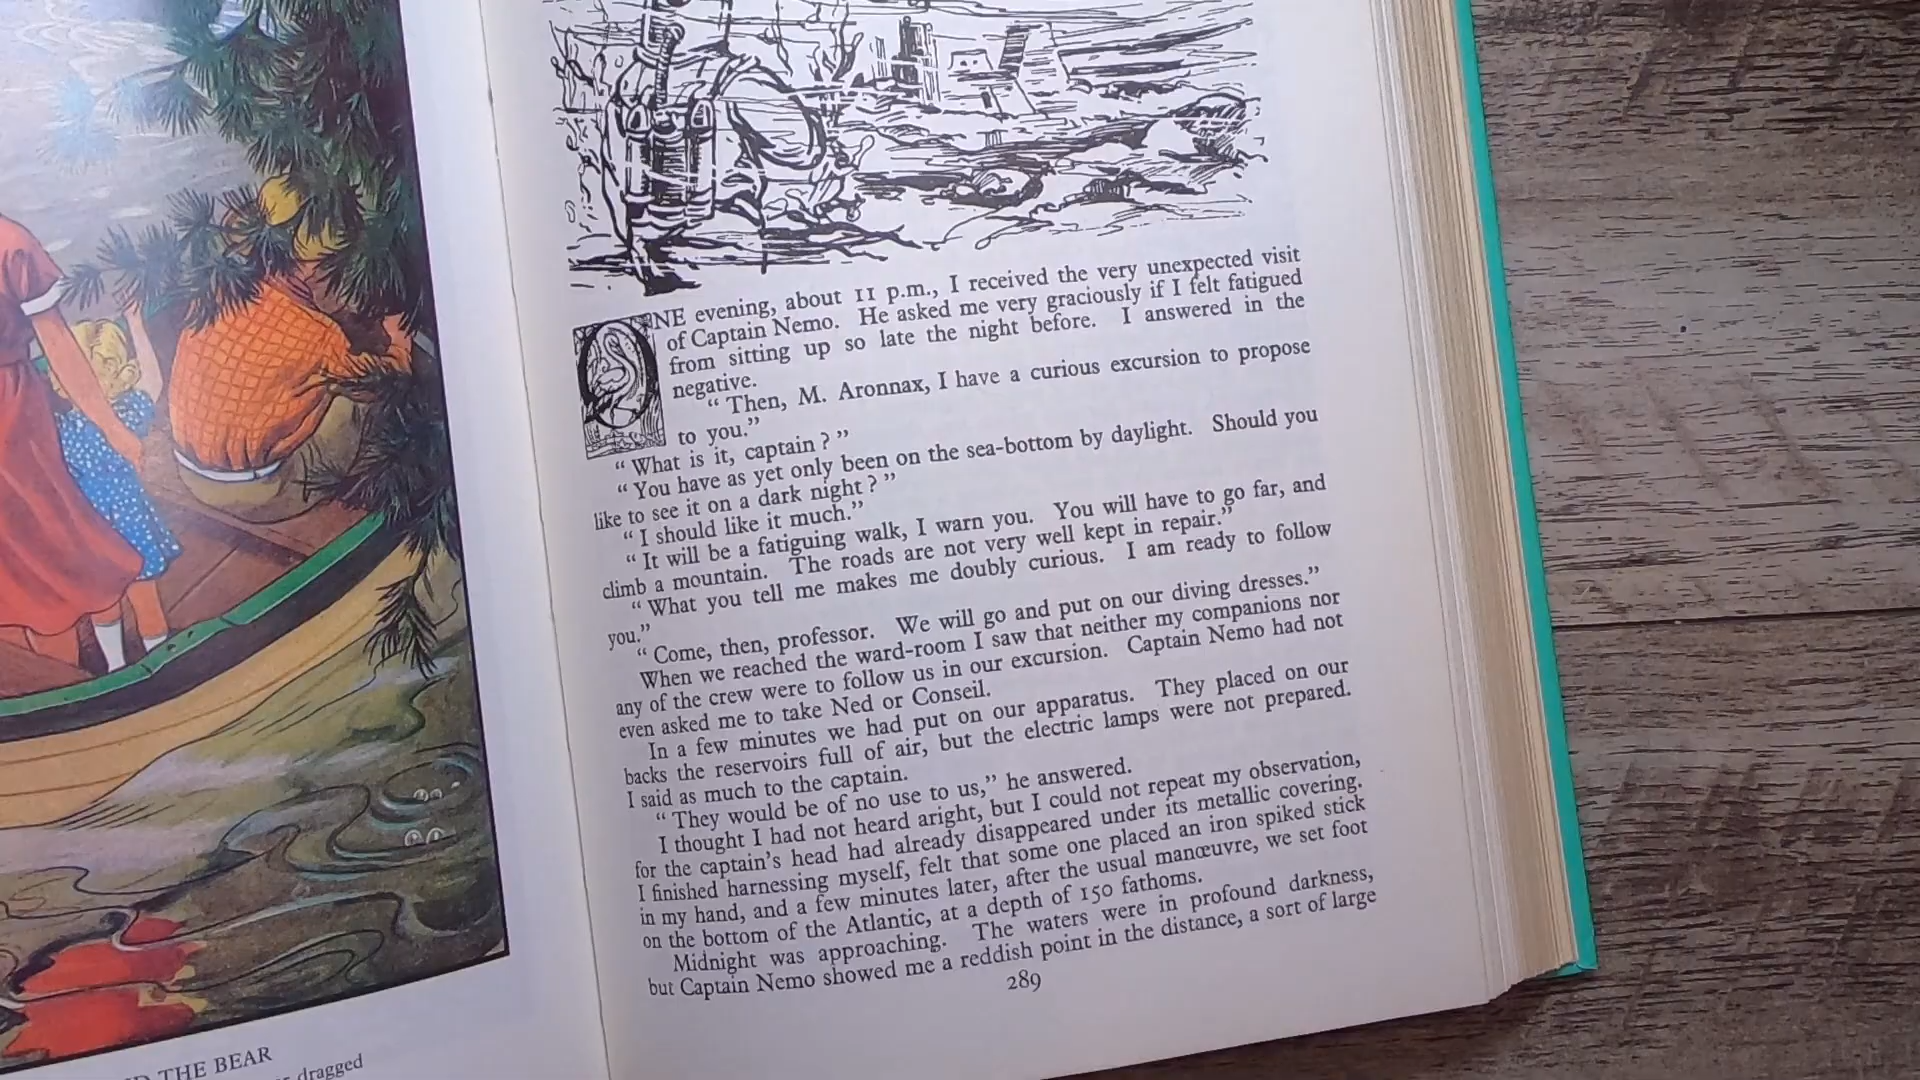 THE BEAR
dragged
ONE evening, about 11 p.m., I received the very unexpected visit
of Captain Nemo. He asked me very graciously if I felt fatigued
from sitting up so late the night before. I answered in the
negative.
“ Then, M. Aronnax, I have a curious excursion to propose
to you.”
“ What is it, captain ? ”
“ You have as yet only been on the sea-bottom by daylight. Should you
like to see it on a dark night ? ”
“ I should like it much.”
“ It will be a fatiguing walk, I warn you. You will have to go far, and
climb a mountain. The roads are not very well kept in repair.”
“ What you tell me makes me doubly curious. I am ready to follow
you.”
“ Come, then, professor. We will go and put on our diving dresses.”
When we reached the ward-room I saw that neither my companions nor
any of the crew were to follow us in our excursion. Captain Nemo had not
even asked me to take Ned or Conseil.
In a few minutes we had put on our apparatus. They placed on our
backs the reservoirs full of air, but the electric lamps were not prepared.
I said as much to the captain.
“ They would be of no use to us,” he answered.
I thought I had not heard aright, but I could not repeat my observation,
for the captain’s head had already disappeared under its metallic covering.
I finished harnessing myself, felt that some one placed an iron spiked stick
in my hand, and a few minutes later, after the usual manœuvre, we set foot
on the bottom of the Atlantic, at a depth of 150 fathoms.
Midnight was approaching. The waters were in profound darkness,
but Captain Nemo showed me a reddish point in the distance, a sort of large
289